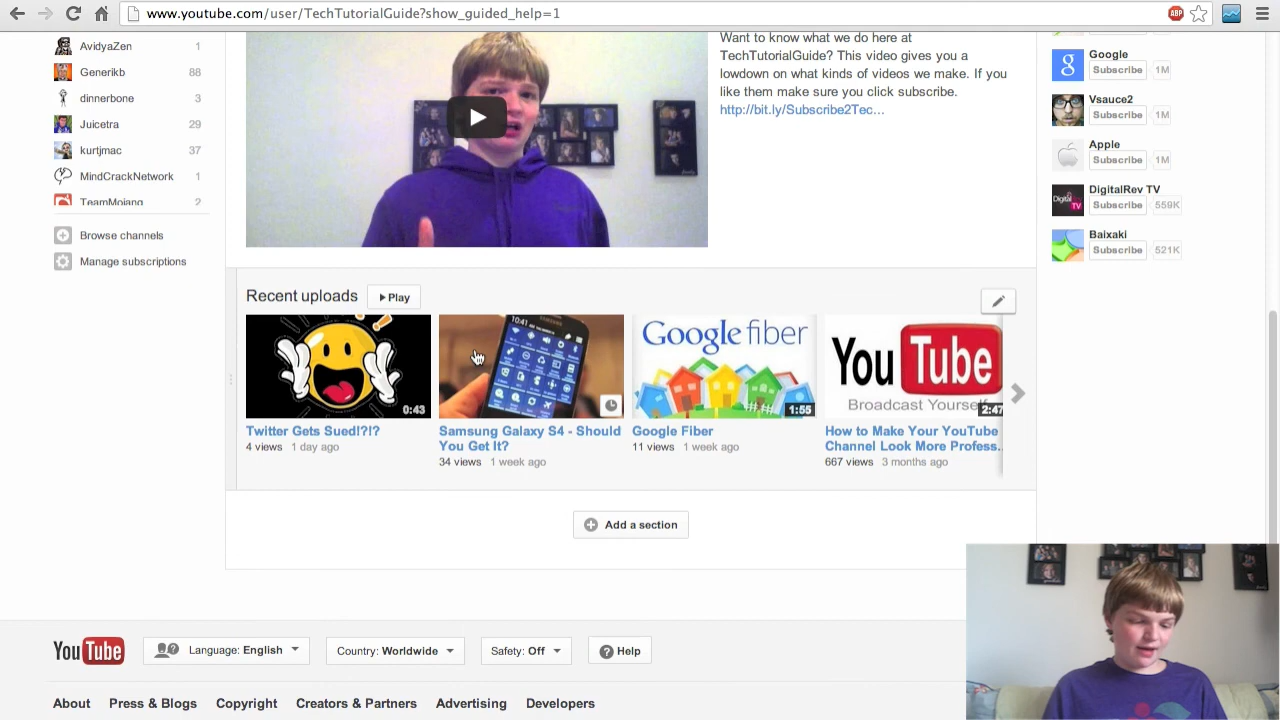 www.youtube.com/user/TechTutorialGuide?show_guided_help=1
ABP
AvidyaZen 1
Generikb 88
dinnerbone 3
Juicetra 29
kurtjmac 37
MindCrackNetwork 1
TeamMojang 2
Browse channels
Manage subscriptions
Want to know what we do here at
TechTutorialGuide? This video gives you a
lowdown on what kinds of videos we make. If you
like them make sure you click subscribe.
http://bit.ly/Subscribe2Tec...
Google
Subscribe 1M
Vsauce2
Subscribe 1M
Apple
Subscribe 1M
DigitalRev TV
Subscribe 559K
Baixaki
Subscribe 521K
Recent uploads Play
0:43
Twitter Gets Sued!?!?
4 views 1 day ago
10:41
Samsung Galaxy S4 - Should
You Get It?
34 views 1 week ago
Google fiber
1:55
Google Fiber
11 views 1 week ago
YouTube
Broadcast Yourself
2:47
How to Make Your YouTube
Channel Look More Profess...
667 views 3 months ago
Add a section
YouTube
Language: English
Country: Worldwide
Safety: Off
Help
About Press & Blogs Copyright Creators & Partners Advertising Developers